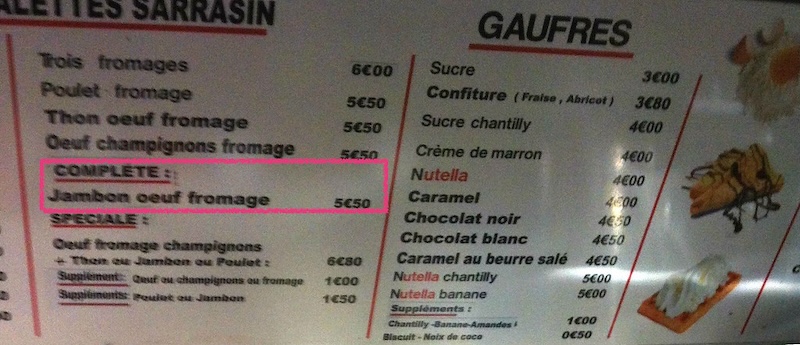 ALETTES SARRASIN
Trois fromages 6€00
Poulet fromage 5€50
Thon oeuf fromage 5€50
Oeuf champignons fromage 5€50
COMPLÈTE :
Jambon oeuf fromage 5€50
SPECIALE :
Oeuf fromage champignons
+ Thon ou Jambon ou Poulet : 6€80
Supplément: Oeuf ou champignons ou fromage 1€00
Suppléments: Poulet ou Jambon 1€50
GAUFRES
Sucre 3€00
Confiture ( Fraise , Abricot ) 3€80
Sucre chantilly 4€00
Crème de marron 4€00
Nutella 4€00
Caramel 4€00
Chocolat noir 4€50
Chocolat blanc 4€50
Caramel au beurre salé 4€50
Nutella chantilly 5€00
Nutella banane 5€00
Suppléments :
Chantilly -Banane-Amandes : 1€00
Biscuit - Noix de coco 0€50